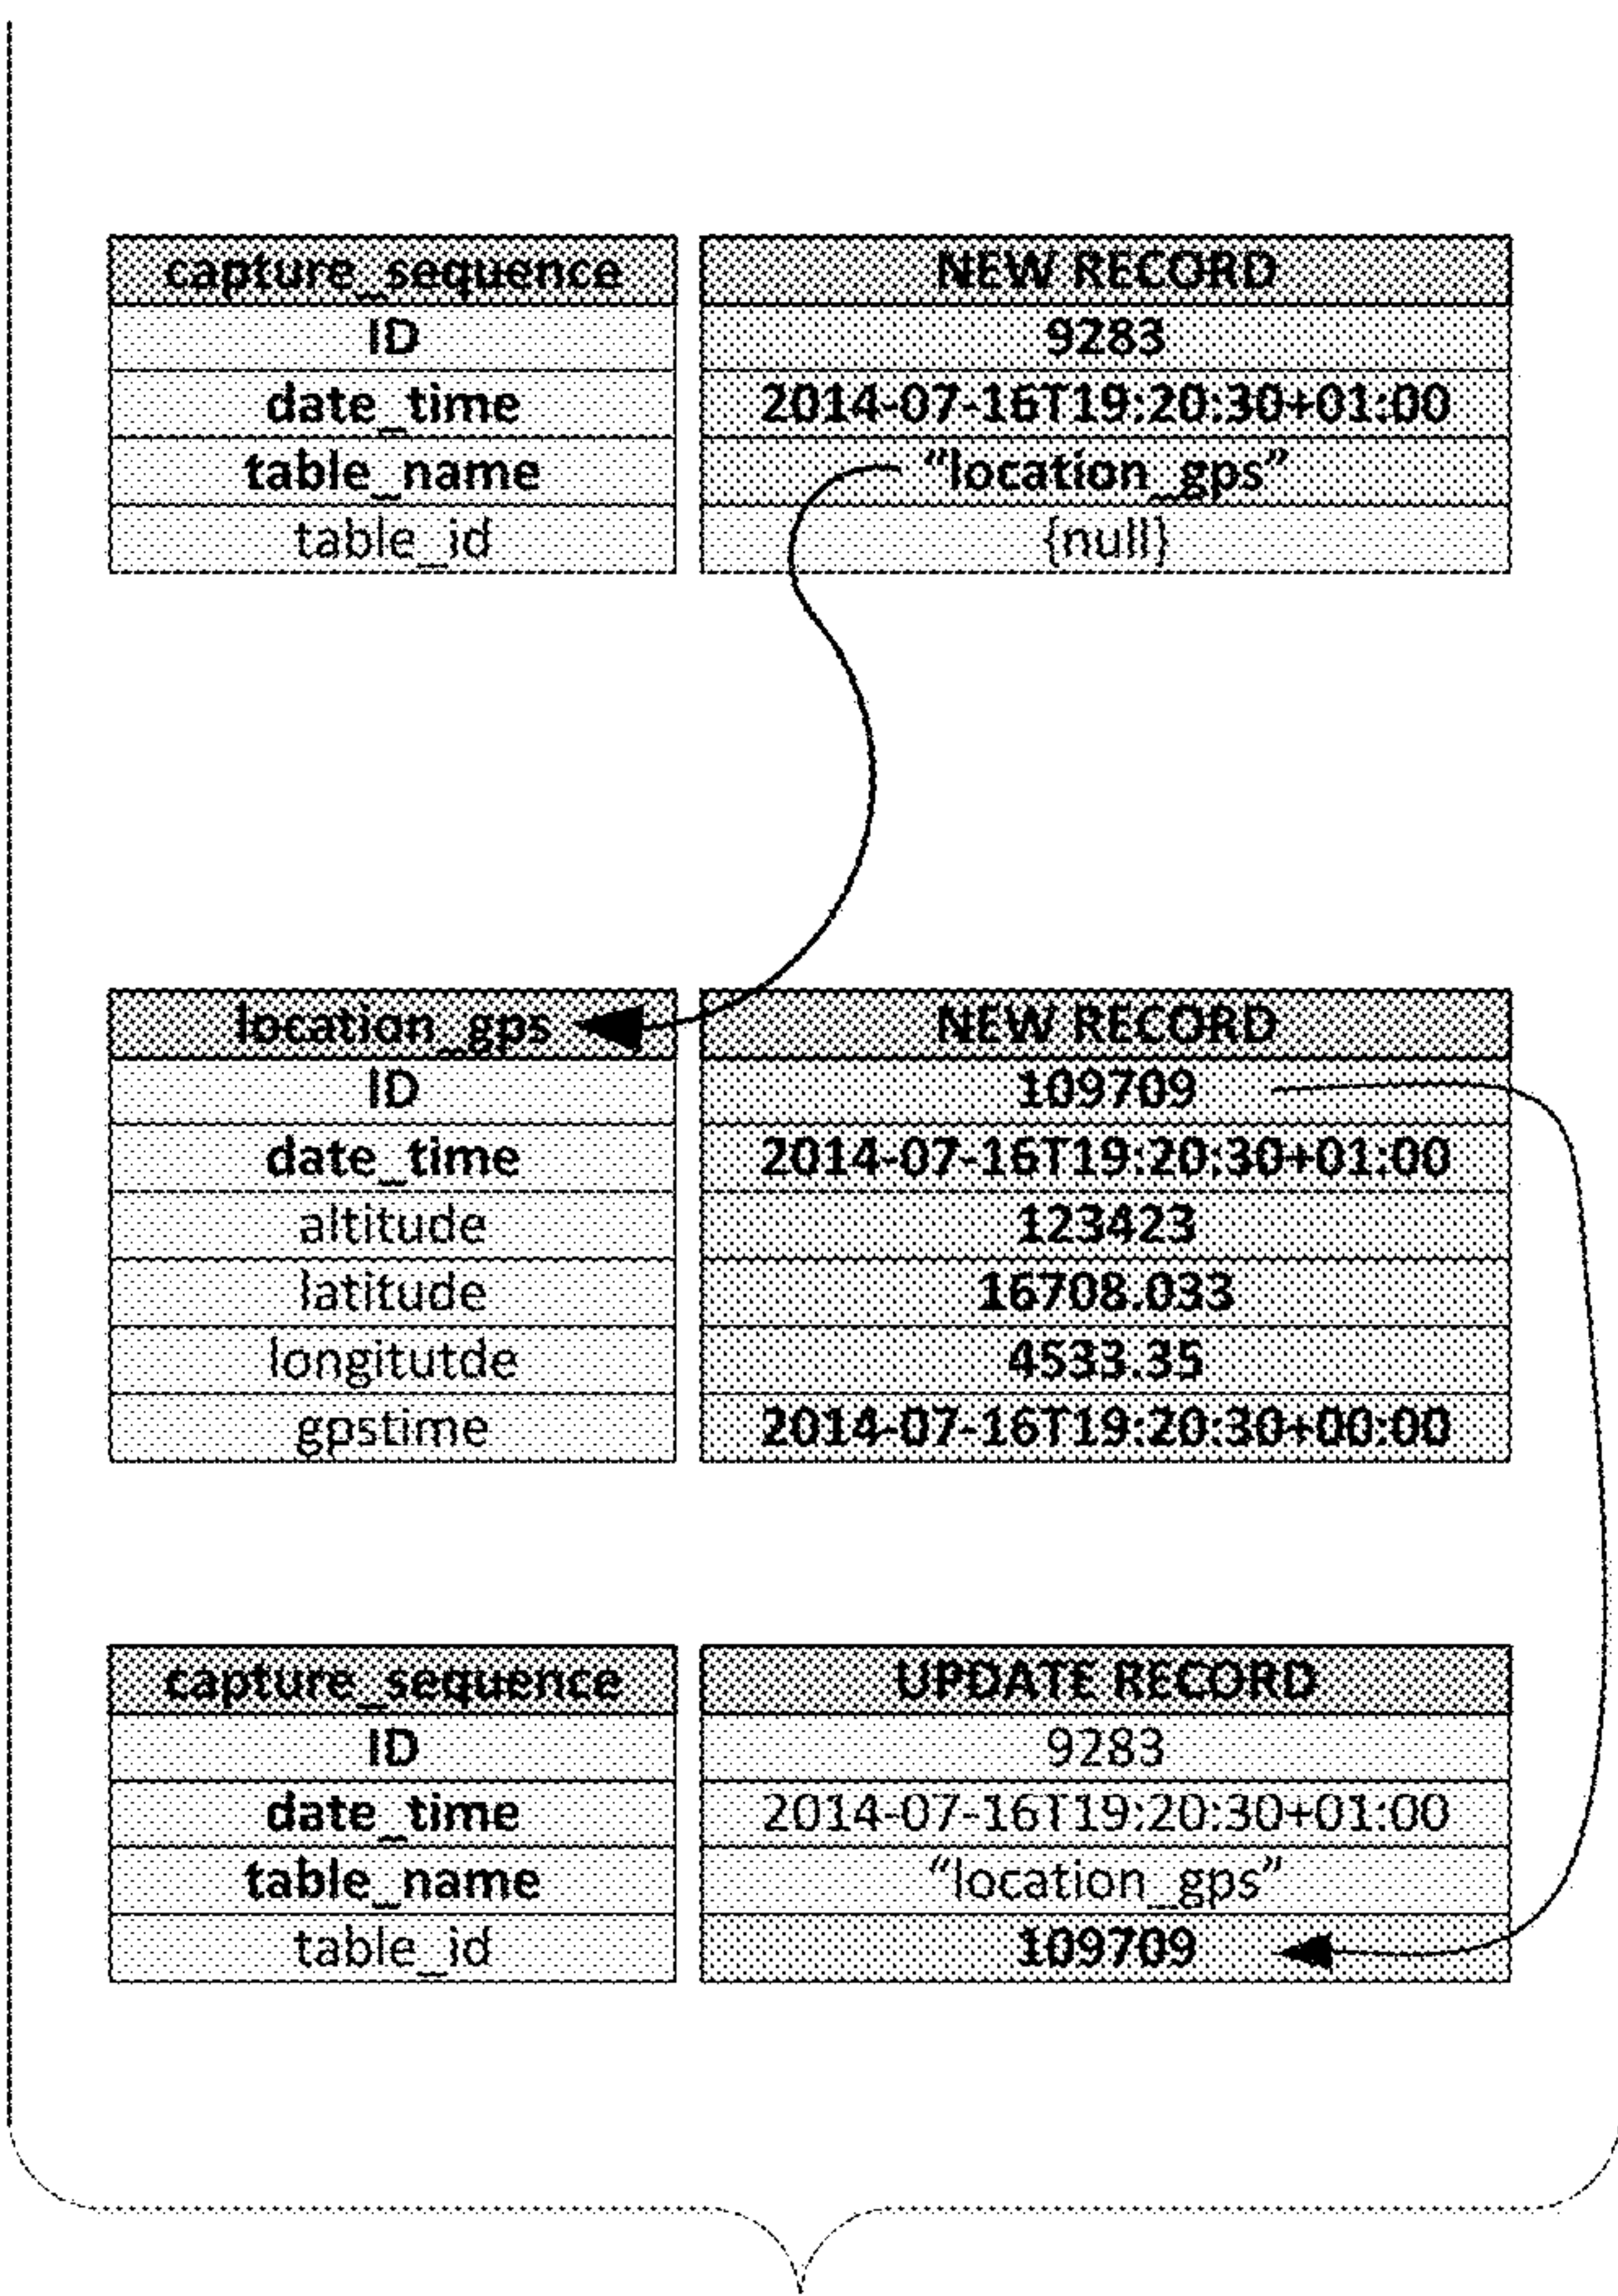 capture_sequence NEW RECORD
ID 9283
date_time 2014-07-16T19:20:30+01:00
table_name “location_gps”
table_id {null}
location_gps NEW RECORD
ID 109709
date_time 2014-07-16T19:20:30+01:00
altitude 123423
latitude 16708.033
longitutde 4533.35
gpstime 2014-07-16T19:20:30+00:00
capture_sequence UPDATE RECORD
ID 9283
date_time 2014-07-16T19:20:30+01:00
table_name “location_gps”
table_id 109709